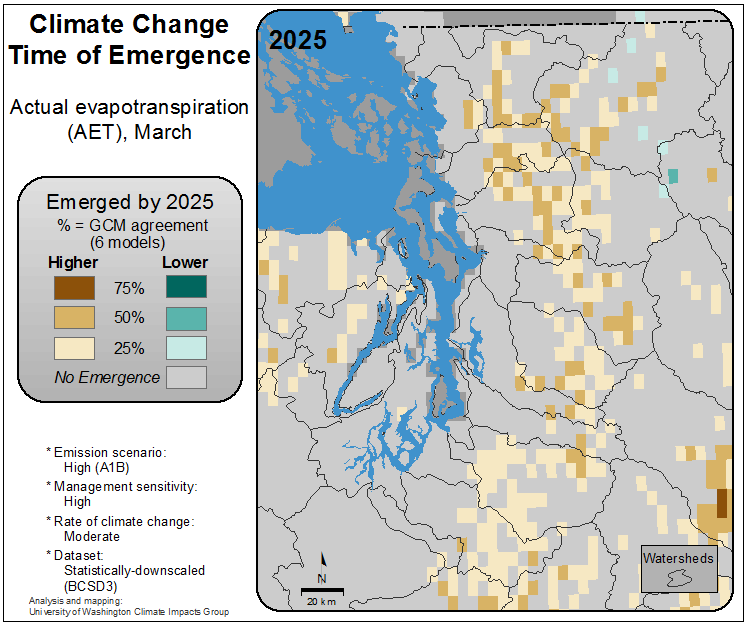 Climate Change
Time of Emergence
Actual evapotranspiration
(AET), March
Emerged by 2025
% = GCM agreement
(6 models)
Higher Lower
75%
50%
25%
No Emergence
* Emission scenario:
High (A1B)
* Management sensitivity:
High
* Rate of climate change:
Moderate
* Dataset:
Statistically-downscaled
(BCSD3)
Analysis and mapping:
University of Washington Climate Impacts Group
2025
N
20 km
Watersheds